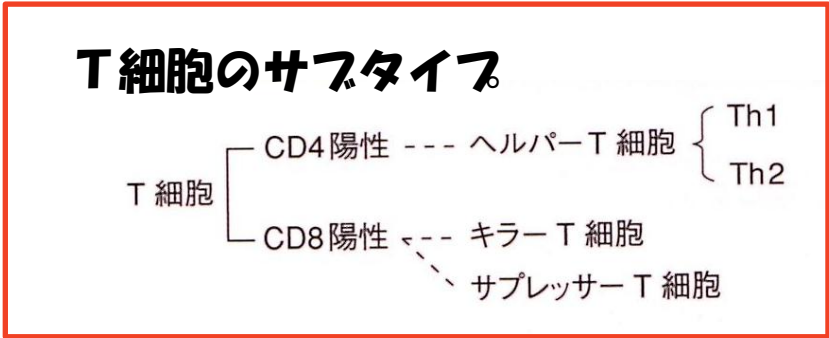 T細胞のサブタイプ
T 細胞
CD4陽性 --- ヘルパーT 細胞 { Th1
Th2
CD8陽性 --- キラー T 細胞
サプレッサー T 細胞